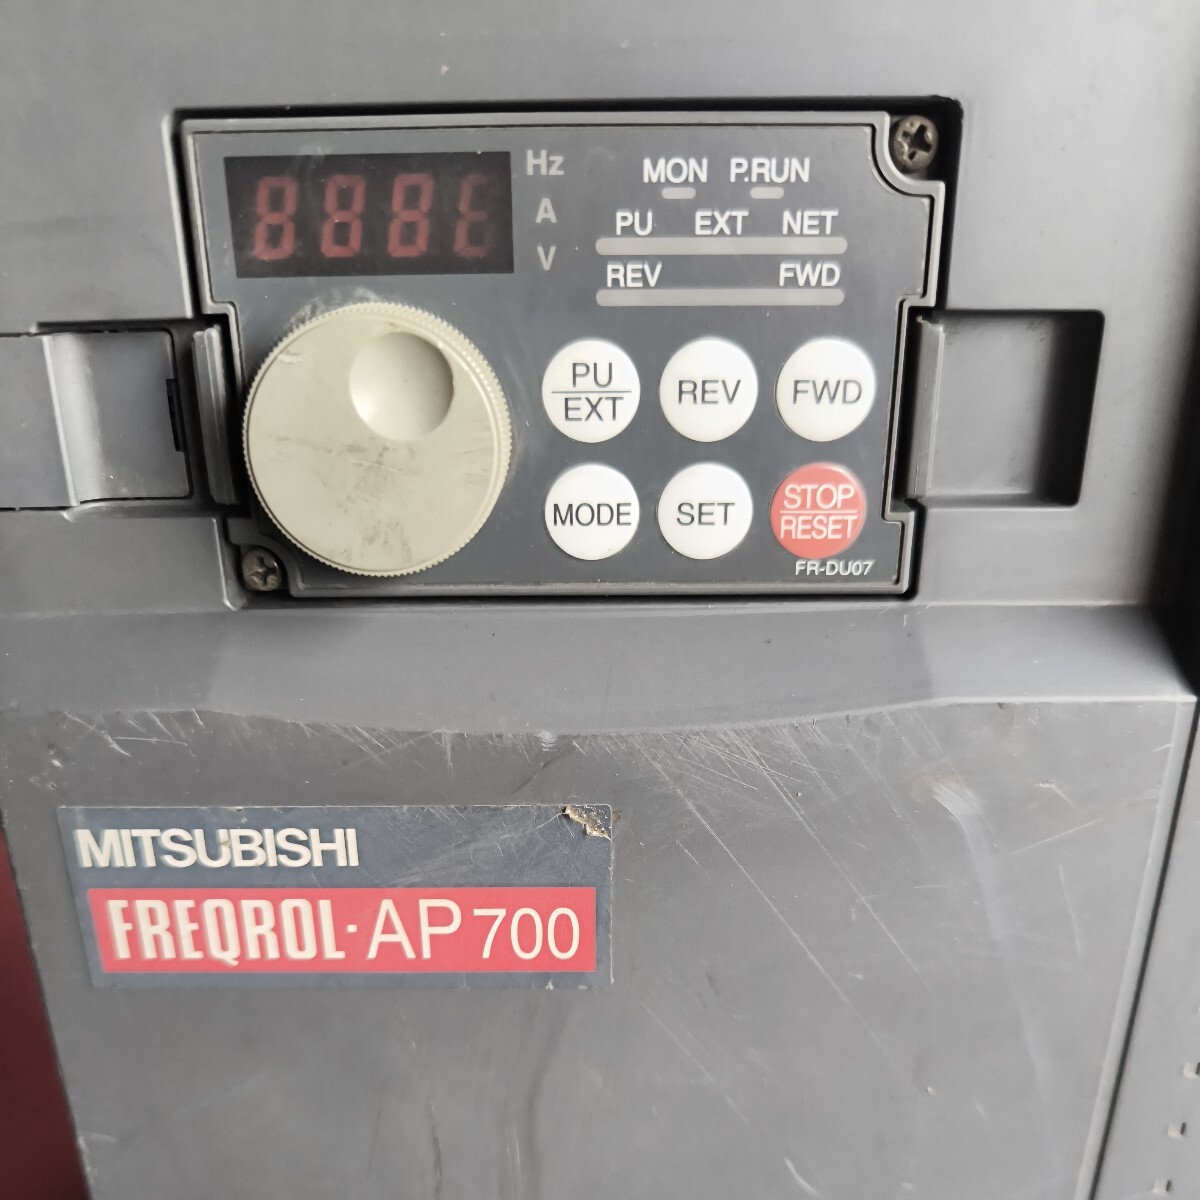 Hz
A
V
MON P.RUN
PU EXT NET
REV FWD
PU
EXT
REV
FWD
MODE
SET
STOP
RESET
FR-DU07
MITSUBISHI
FREQROL-AP700